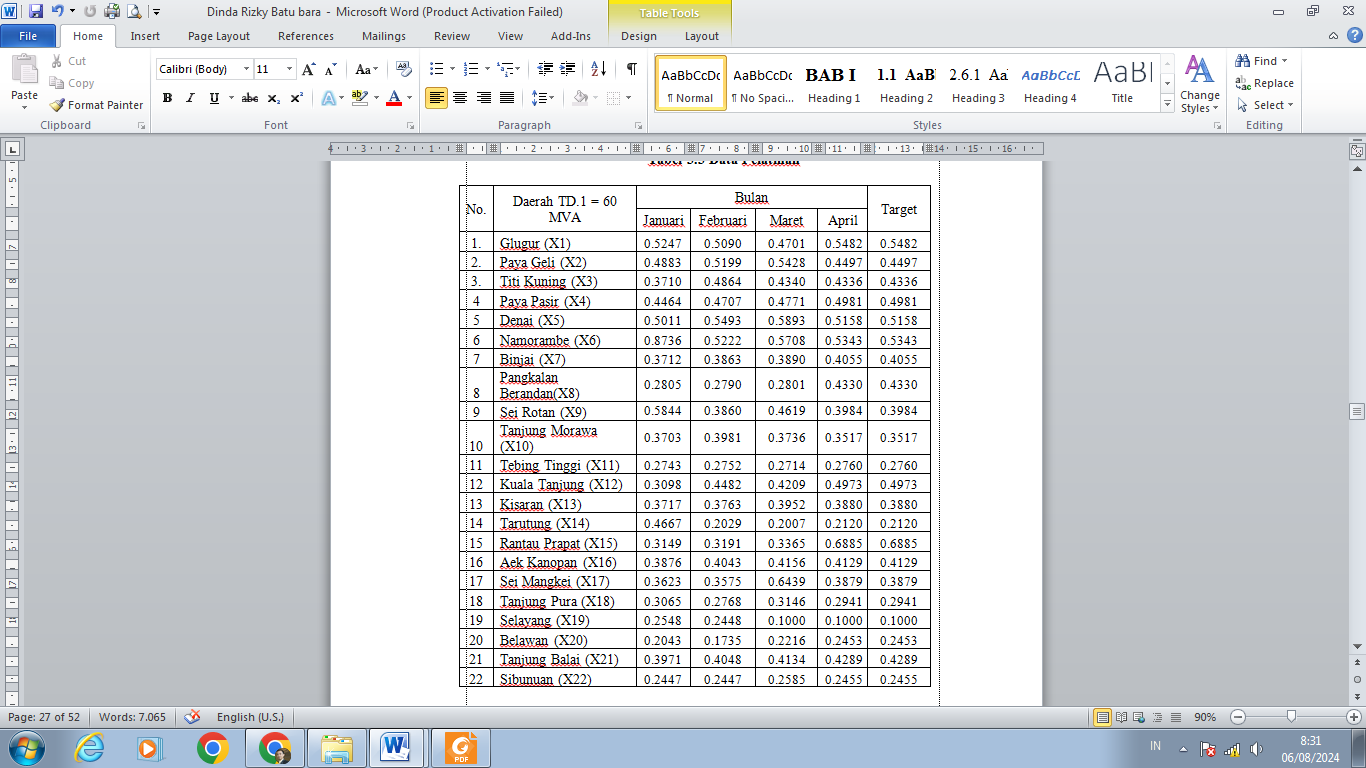 Dinda Rizky Batu bara - Microsoft Word (Product Activation Failed)
Table Tools
File Home Insert Page Layout References Mailings Review View Add-Ins Design Layout
Paste
Cut
Copy
Format Painter
Calibri (Body) 11
AaBbCcDc AaBbCcDc BAB I 1.1 AaB 2.6.1 Aa AaBbCcD AaBb
¶ Normal ¶ No Spaci... Heading 1 Heading 2 Heading 3 Heading 4 Title
Change Styles
Find
Replace
Select
Clipboard Font Paragraph Styles Editing
Tabel 3.3 Data Pelatihan
No. Daerah TD.1 = 60 MVA Bulan Target
Januari Februari Maret April
1. Glugur (X1) 0.5247 0.5090 0.4701 0.5482 0.5482
2. Paya Geli (X2) 0.4883 0.5199 0.5428 0.4497 0.4497
3. Titi Kuning (X3) 0.3710 0.4864 0.4340 0.4336 0.4336
4 Paya Pasir (X4) 0.4464 0.4707 0.4771 0.4981 0.4981
5 Denai (X5) 0.5011 0.5493 0.5893 0.5158 0.5158
6 Namorambe (X6) 0.8736 0.5222 0.5708 0.5343 0.5343
7 Binjai (X7) 0.3712 0.3863 0.3890 0.4055 0.4055
8 Pangkalan Berandan(X8) 0.2805 0.2790 0.2801 0.4330 0.4330
9 Sei Rotan (X9) 0.5844 0.3860 0.4619 0.3984 0.3984
10 Tanjung Morawa (X10) 0.3703 0.3981 0.3736 0.3517 0.3517
11 Tebing Tinggi (X11) 0.2743 0.2752 0.2714 0.2760 0.2760
12 Kuala Tanjung (X12) 0.3098 0.4482 0.4209 0.4973 0.4973
13 Kisaran (X13) 0.3717 0.3763 0.3952 0.3880 0.3880
14 Tarutung (X14) 0.4667 0.2029 0.2007 0.2120 0.2120
15 Rantau Prapat (X15) 0.3149 0.3191 0.3365 0.6885 0.6885
16 Aek Kanopan (X16) 0.3876 0.4043 0.4156 0.4129 0.4129
17 Sei Mangkei (X17) 0.3623 0.3575 0.6439 0.3879 0.3879
18 Tanjung Pura (X18) 0.3065 0.2768 0.3146 0.2941 0.2941
19 Selayang (X19) 0.2548 0.2448 0.1000 0.1000 0.1000
20 Belawan (X20) 0.2043 0.1735 0.2216 0.2453 0.2453
21 Tanjung Balai (X21) 0.3971 0.4048 0.4134 0.4289 0.4289
22 Sibunuan (X22) 0.2447 0.2447 0.2585 0.2455 0.2455
Page: 27 of 52 Words: 7.065 English (U.S.) 90%
PDF
IN 8:31
06/08/2024